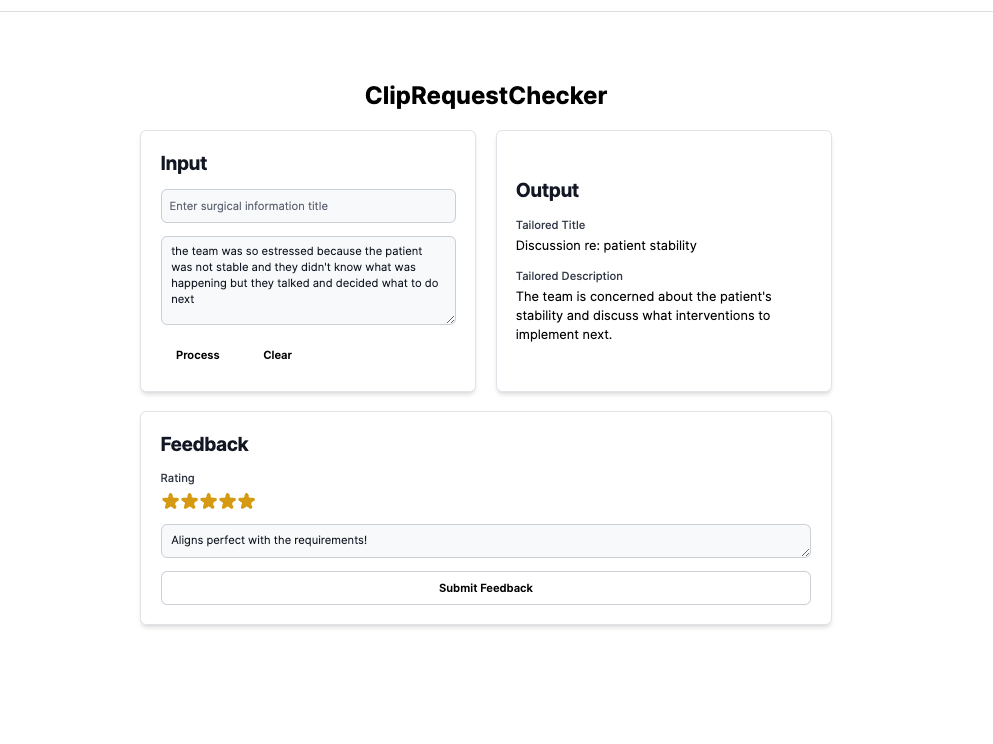 ClipRequestChecker
Input
Enter surgical information title
the team was so estressed because the patient
was not stable and they didn't know what was
happening but they talked and decided what to do
next
Process Clear
Output
Tailored Title
Discussion re: patient stability
Tailored Description
The team is concerned about the patient's
stability and discuss what interventions to
implement next.
Feedback
Rating
Aligns perfect with the requirements!
Submit Feedback